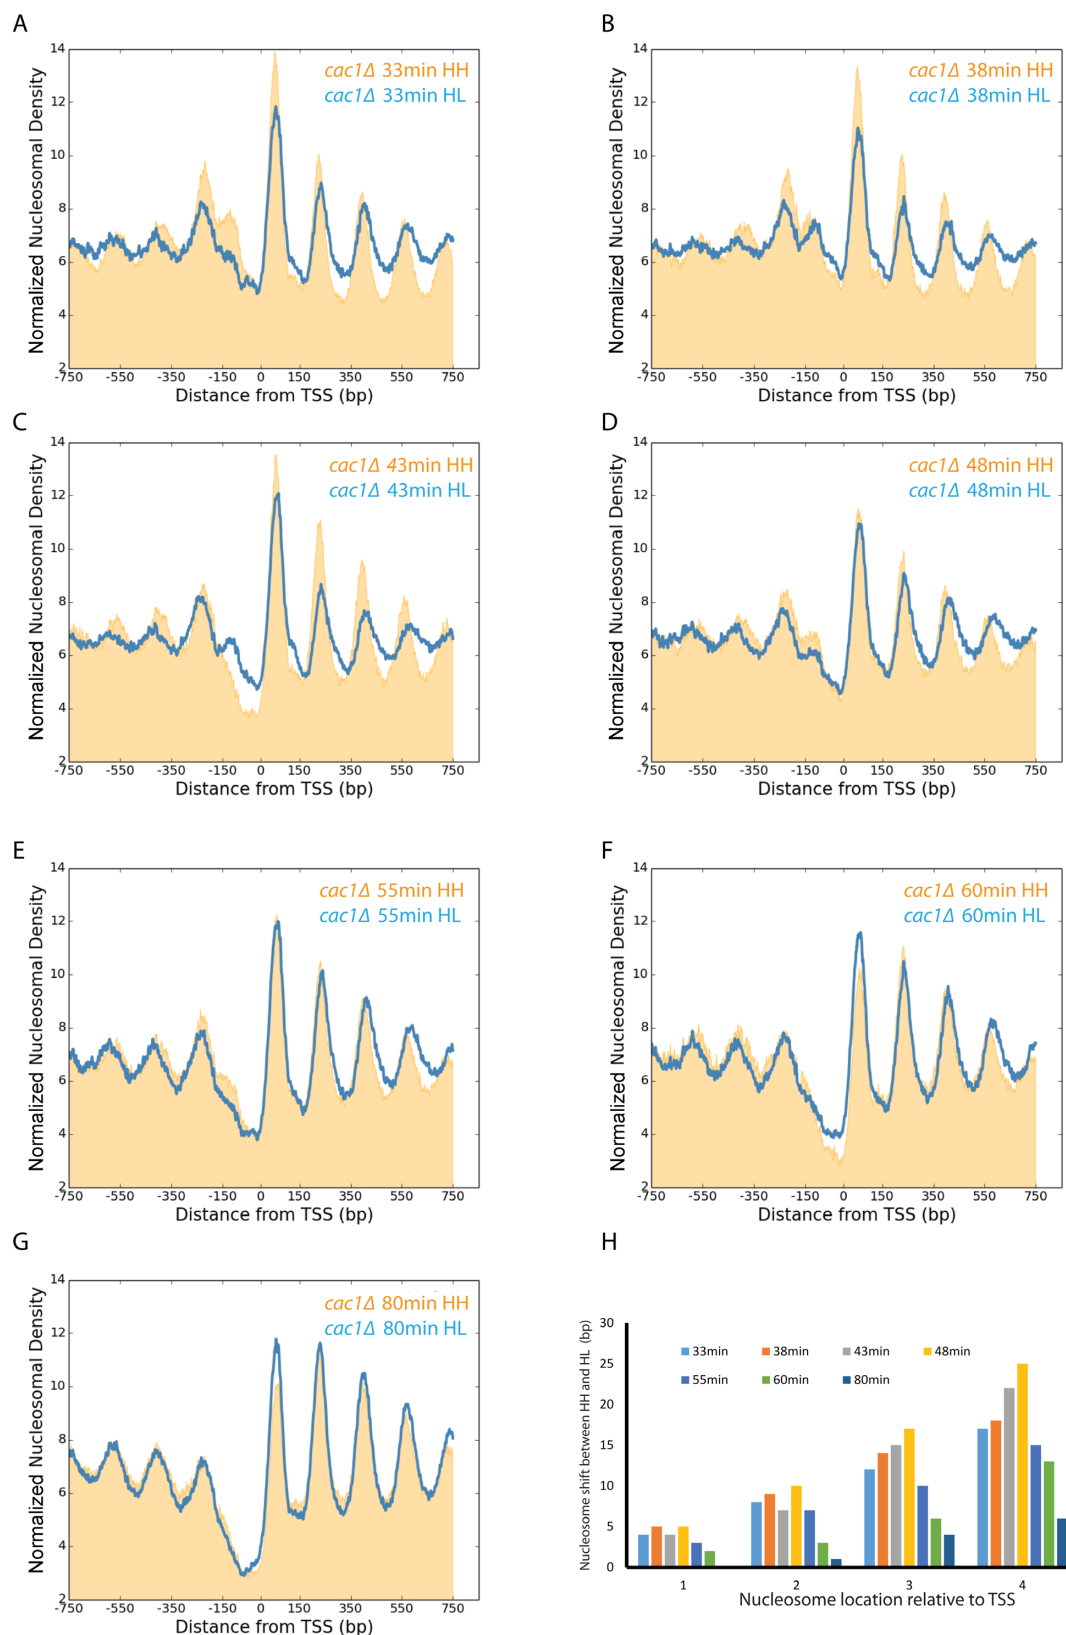 A
Normalized Nucleosomal Density
14
12
10
8
6
4
2
cac1Δ 33min HH
cac1Δ 33min HL
-750 -550 -350 -150 0 150 350 550 750
Distance from TSS (bp)
B
Normalized Nucleosomal Density
14
12
10
8
6
4
2
cac1Δ 38min HH
cac1Δ 38min HL
-750 -550 -350 -150 0 150 350 550 750
Distance from TSS (bp)
C
Normalized Nucleosomal Density
14
12
10
8
6
4
2
cac1Δ 43min HH
cac1Δ 43min HL
-750 -550 -350 -150 0 150 350 550 750
Distance from TSS (bp)
D
Normalized Nucleosomal Density
14
12
10
8
6
4
2
cac1Δ 48min HH
cac1Δ 48min HL
-750 -550 -350 -150 0 150 350 550 750
Distance from TSS (bp)
E
Normalized Nucleosomal Density
14
12
10
8
6
4
2
cac1Δ 55min HH
cac1Δ 55min HL
-750 -550 -350 -150 0 150 350 550 750
Distance from TSS (bp)
F
Normalized Nucleosomal Density
14
12
10
8
6
4
2
cac1Δ 60min HH
cac1Δ 60min HL
-750 -550 -350 -150 0 150 350 550 750
Distance from TSS (bp)
G
Normalized Nucleosomal Density
14
12
10
8
6
4
2
cac1Δ 80min HH
cac1Δ 80min HL
-750 -550 -350 -150 0 150 350 550 750
Distance from TSS (bp)
H
Nucleosome shift between HH and HL (bp)
30
25
20
15
10
5
0
33min 38min 43min 48min
55min 60min 80min
1 2 3 4
Nucleosome location relative to TSS